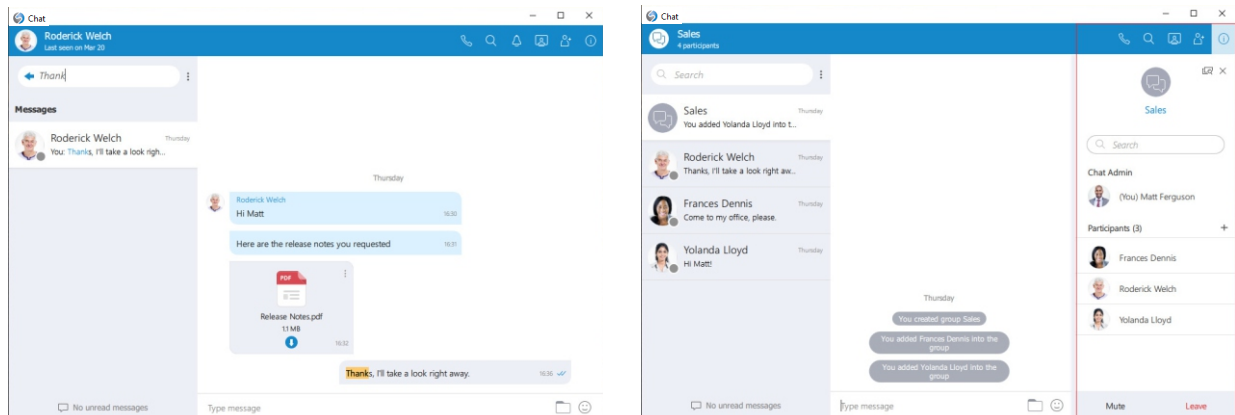 Chat
Roderick Welch
Last seen on Mar 20
Thank
Messages
Roderick Welch
Thursday
You: Thanks, I'll take a look righ...
No unread messages
Thursday
Roderick Welch
Hi Matt
16:30
Here are the release notes you requested
16:31
PDF
Release Notes.pdf
1.1 MB
16:32
Thanks, I'll take a look right away.
16:36
Type message
Chat
Sales
4 participants
Search
Sales
Thursday
You added Yolanda Lloyd into t...
Roderick Welch
Thursday
Thanks, I'll take a look right aw...
Frances Dennis
Thursday
Come to my office, please.
Yolanda Lloyd
Thursday
Hi Matt!
No unread messages
Thursday
You created group Sales
You added Frances Dennis into the
group
You added Yolanda Lloyd into the
group
Type message
Sales
Search
Chat Admin
(You) Matt Ferguson
Participants (3)
Frances Dennis
Roderick Welch
Yolanda Lloyd
Mute
Leave